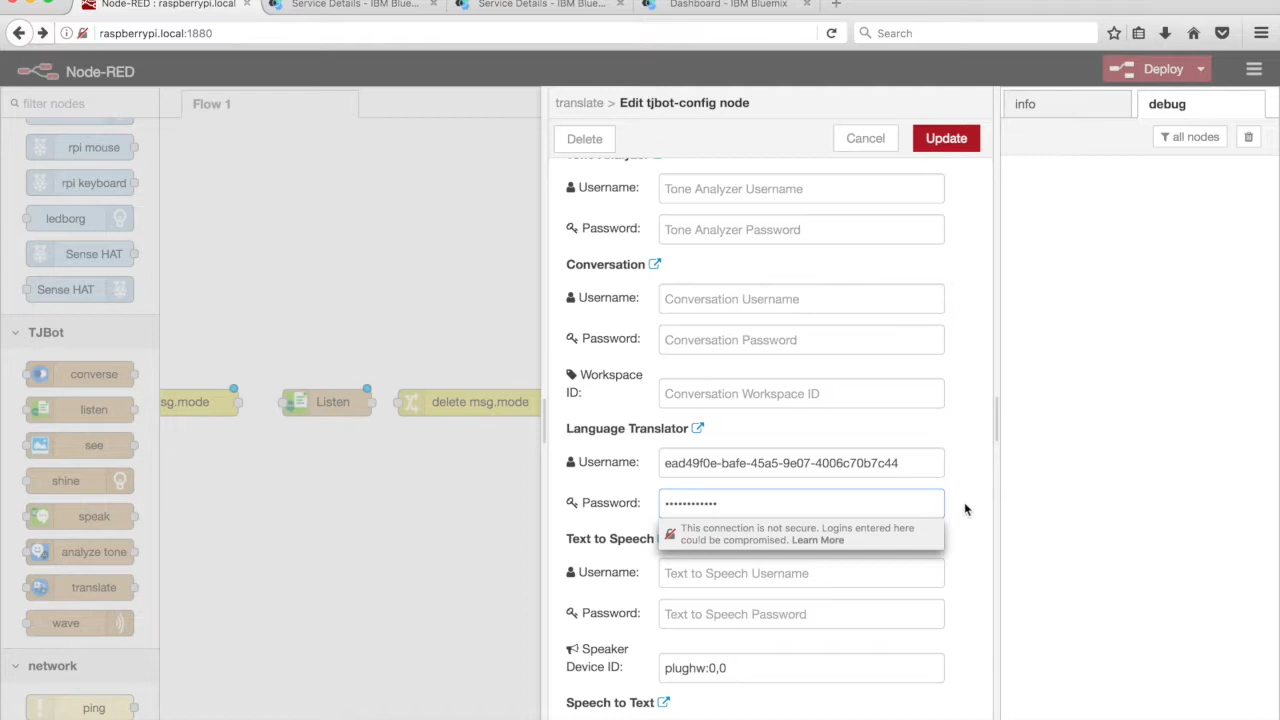 Node-RED : raspberrypi.local
Service Details - IBM Blue...
Service Details - IBM Blue...
Dashboard - IBM Bluemix
raspberrypi.local:1880
Search
Node-RED
Deploy
filter nodes
Flow 1
translate > Edit tjbot-config node
info
debug
Delete
Cancel
Update
all nodes
rpi mouse
rpi keyboard
ledborg
Sense HAT
Sense HAT
TJBot
converse
listen
see
shine
speak
analyze tone
translate
wave
network
ping
sg.mode
Listen
delete msg.mode
Tone Analyzer
Username:
Tone Analyzer Username
Password:
Tone Analyzer Password
Conversation
Username:
Conversation Username
Password:
Conversation Password
Workspace
ID:
Conversation Workspace ID
Language Translator
Username:
ead49f0e-bafe-45a5-9e07-4006c70b7c44
Password:
••••••••••••
This connection is not secure. Logins entered here
could be compromised. Learn More
Text to Speech
Username:
Text to Speech Username
Password:
Text to Speech Password
Speaker
Device ID:
plughw:0,0
Speech to Text